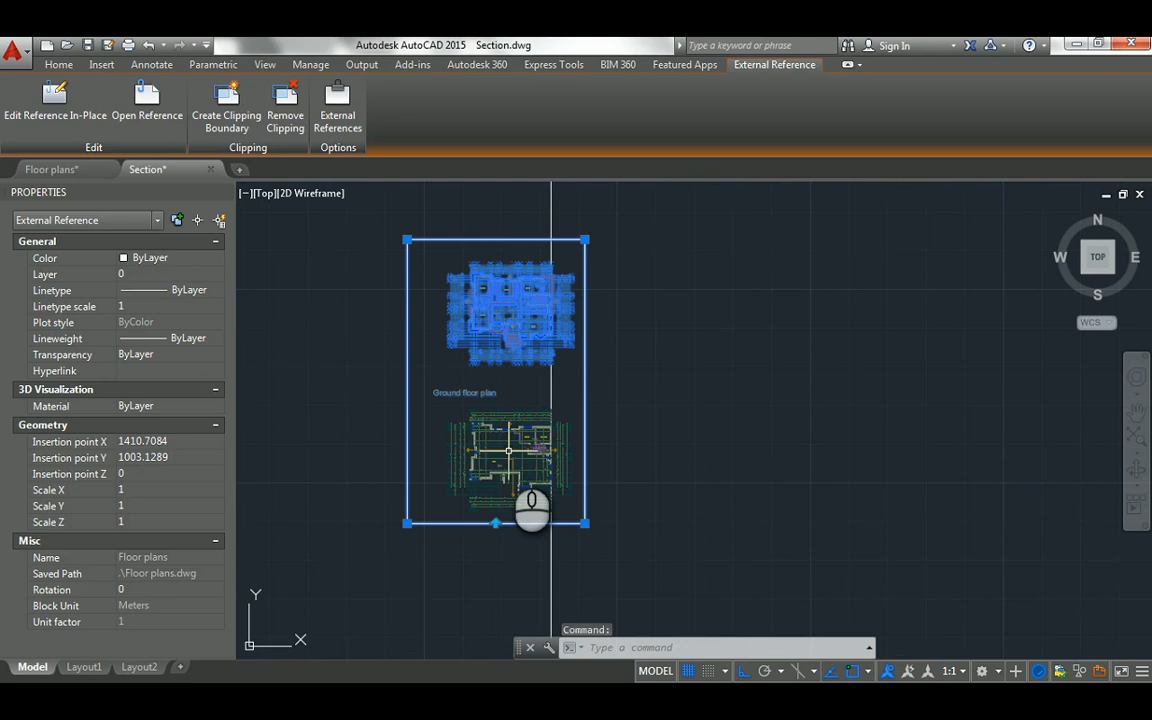 Autodesk AutoCAD 2015 Section.dwg
Type a keyword or phrase
Sign In
Home Insert Annotate Parametric View Manage Output Add-ins Autodesk 360 Express Tools BIM 360 Featured Apps External Reference
Edit Reference In-Place Open Reference Create Clipping Boundary Remove Clipping External References
Edit Clipping Options
Floor plans* Section*
PROPERTIES
[−][Top][2D Wireframe]
External Reference
General
Color ByLayer
Layer 0
Linetype ByLayer
Linetype scale 1
Plot style ByColor
Lineweight ByLayer
Transparency ByLayer
Hyperlink
3D Visualization
Material ByLayer
Geometry
Insertion point X 1410.7084
Insertion point Y 1003.1289
Insertion point Z 0
Scale X 1
Scale Y 1
Scale Z 1
Misc
Name Floor plans
Saved Path .\Floor plans.dwg
Rotation 0
Block Unit Meters
Unit factor 1
Ground floor plan
N
W TOP E
S
WCS
Y
X
Command:
Type a command
Model Layout1 Layout2
MODEL 1:1